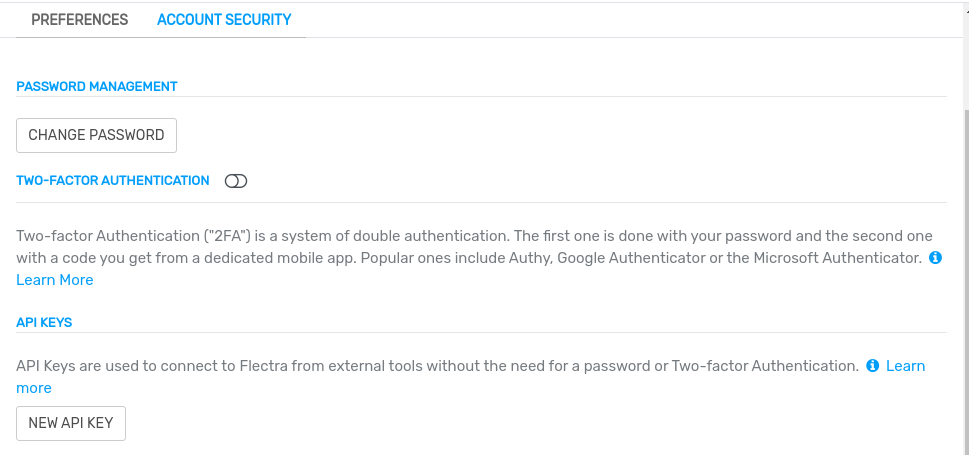 PREFERENCES ACCOUNT SECURITY
PASSWORD MANAGEMENT
CHANGE PASSWORD
TWO-FACTOR AUTHENTICATION
Two-factor Authentication ("2FA") is a system of double authentication. The first one is done with your password and the second one
with a code you get from a dedicated mobile app. Popular ones include Authy, Google Authenticator or the Microsoft Authenticator.
Learn More
API KEYS
API Keys are used to connect to Flectra from external tools without the need for a password or Two-factor Authentication. Learn
more
NEW API KEY